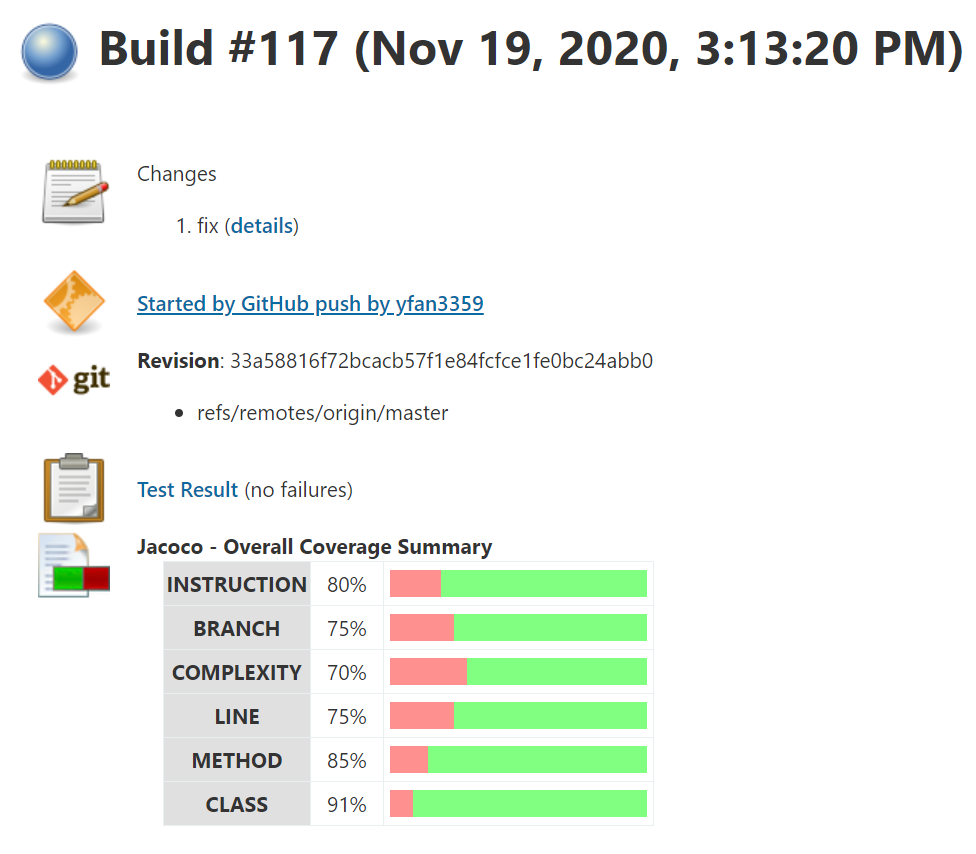 Build #117 (Nov 19, 2020, 3:13:20 PM)
Changes
1. fix (details)
Started by GitHub push by yfan3359
git
Revision: 33a58816f72bcacb57f1e84fcfce1fe0bc24abb0
• refs/remotes/origin/master
Test Result (no failures)
Jacoco - Overall Coverage Summary
INSTRUCTION 80%
BRANCH 75%
COMPLEXITY 70%
LINE 75%
METHOD 85%
CLASS 91%